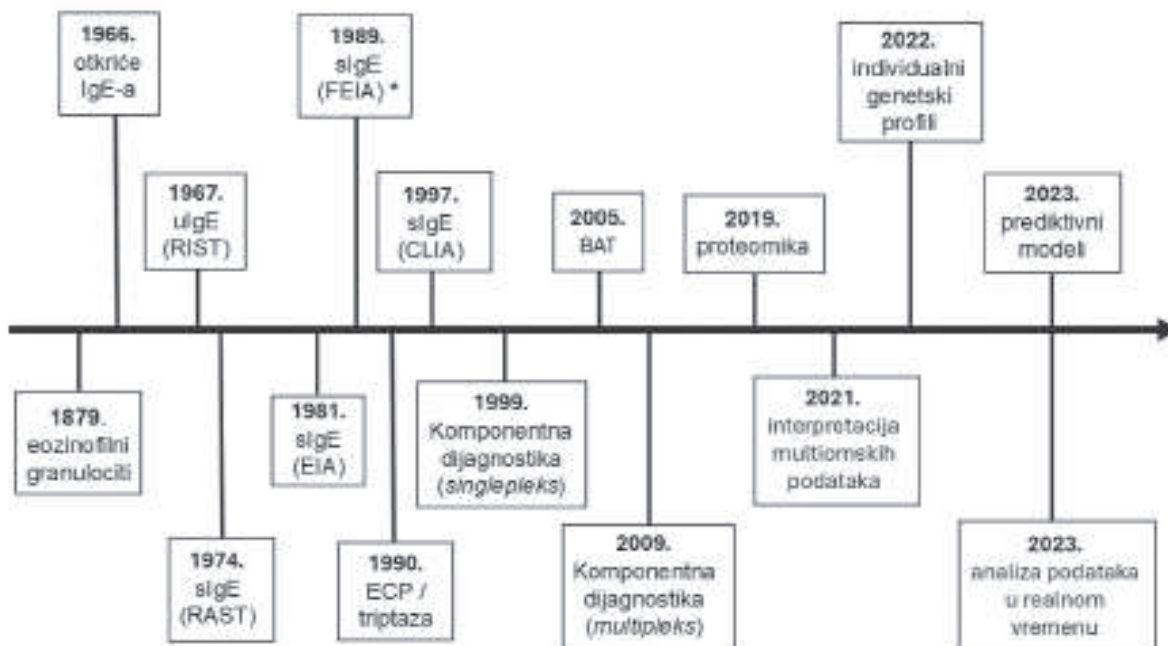 1966.
otkriće
IgE-a
1989.
sIgE
(FEIA) *
2022.
individualni
genetski
profili
1967.
uIgE
(RIST)
1997.
sIgE
(CLIA)
2005.
BAT
2019.
proteomika
2023.
prediktivni
modeli
1879.
eozinofilni
granulociti
1981.
sIgE
(EIA)
1999.
Komponentna
dijagnostika
(singlepleks)
2021.
interpretacija
multiomskih
podataka
1974.
sIgE
(RAST)
1990.
ECP /
triptaza
2009.
Komponentna
dijagnostika
(multipleks)
2023.
analiza podataka
u realnom
vremenu